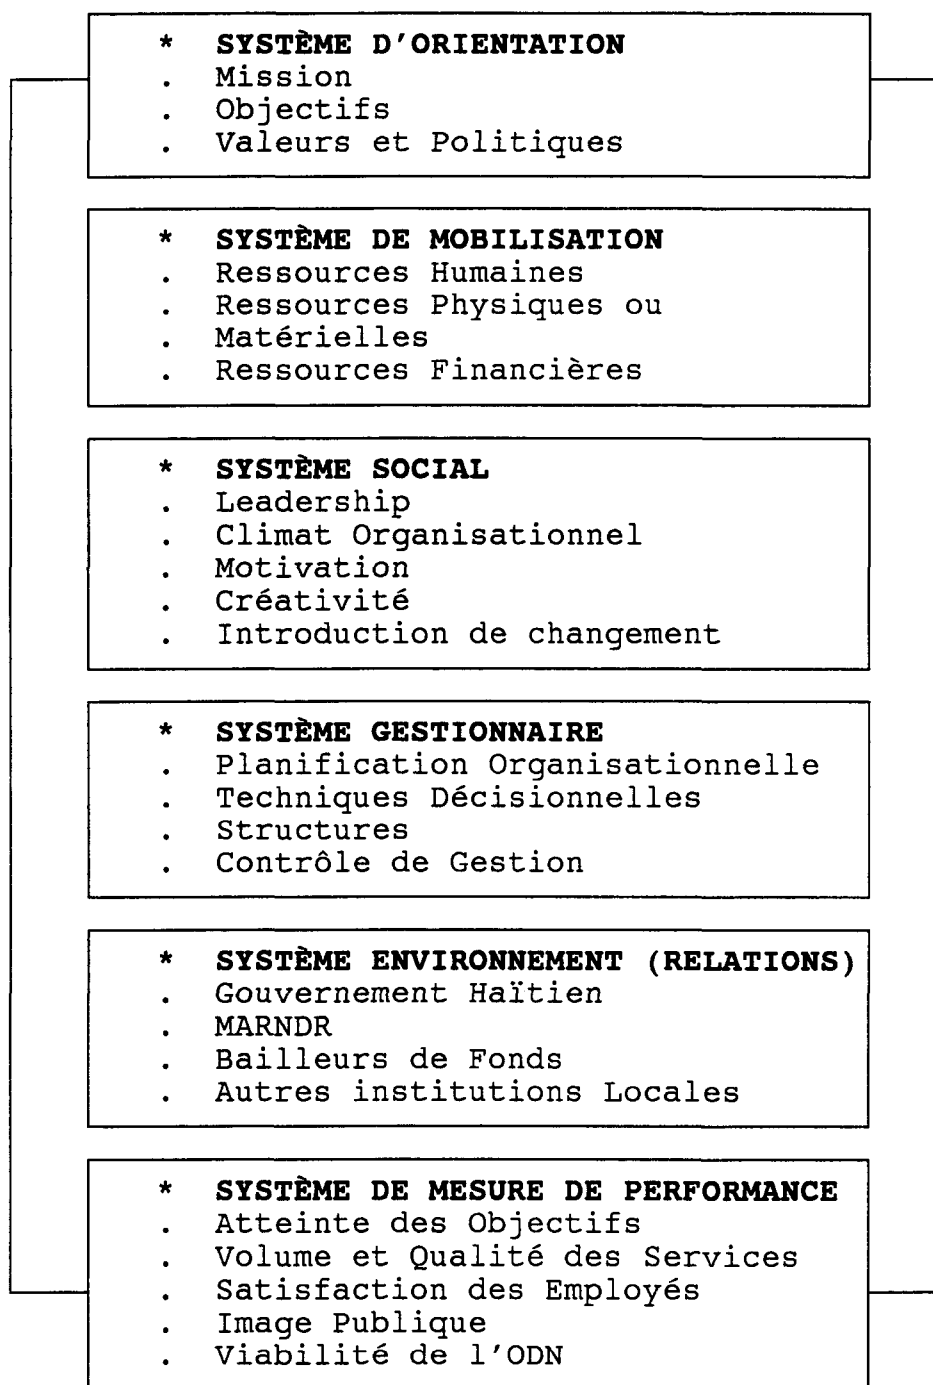 * SYSTÈME D'ORIENTATION
. Mission
. Objectifs
. Valeurs et Politiques
* SYSTÈME DE MOBILISATION
. Ressources Humaines
. Ressources Physiques ou
. Matérielles
. Ressources Financières
* SYSTÈME SOCIAL
. Leadership
. Climat Organisationnel
. Motivation
. Créativité
. Introduction de changement
* SYSTÈME GESTIONNAIRE
. Planification Organisationnelle
. Techniques Décisionnelles
. Structures
. Contrôle de Gestion
* SYSTÈME ENVIRONNEMENT (RELATIONS)
. Gouvernement Haïtien
. MARNDR
. Bailleurs de Fonds
. Autres institutions Locales
* SYSTÈME DE MESURE DE PERFORMANCE
. Atteinte des Objectifs
. Volume et Qualité des Services
. Satisfaction des Employés
. Image Publique
. Viabilité de l'ODN